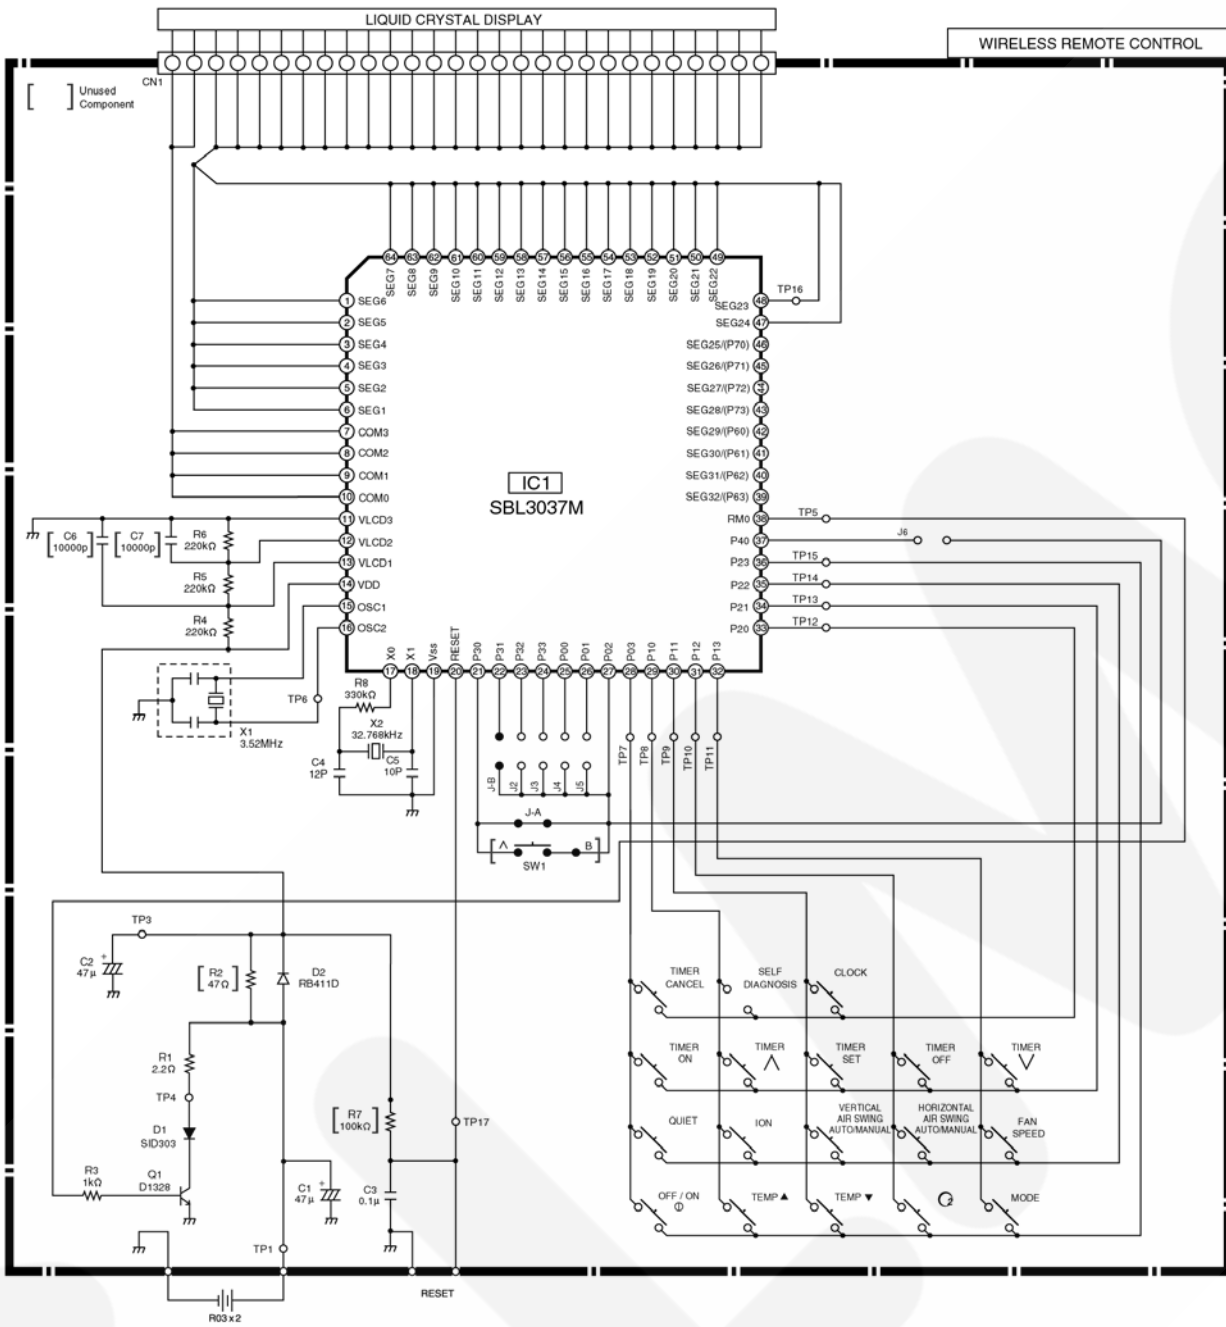 LIQUID CRYSTAL DISPLAY
WIRELESS REMOTE CONTROL
CN1
[ ] Unused
Component
64 63 62 61 60 59 58 57 56 55 54 53 52 51 50 49
SEG7 SEG8 SEG9 SEG10 SEG11 SEG12 SEG13 SEG14 SEG15 SEG16 SEG17 SEG18 SEG19 SEG20 SEG21 SEG22
1 SEG6
2 SEG5
3 SEG4
4 SEG3
5 SEG2
6 SEG1
7 COM3
8 COM2
9 COM1
10 COM0
11 VLCD3
12 VLCD2
13 VLCD1
14 VDD
15 OSC1
16 OSC2
IC1
SBL3037M
SEG23 48 TP16
SEG24 47
SEG25/(P70) 46
SEG26/(P71) 45
SEG27/(P72) 44
SEG28/(P73) 43
SEG29/(P60) 42
SEG30/(P61) 41
SEG31/(P62) 40
SEG32/(P63) 39
RM0 38 TP5
P40 37 J6
P23 36 TP15
P22 35 TP14
P21 34 TP13
P20 33 TP12
X0 X1 Vss RESET P30 P31 P32 P33 P00 P01 P02 P03 P10 P11 P12 P13
17 18 19 20 21 22 23 24 25 26 27 28 29 30 31 32
[ C6
10000p ]
[ C7
10000p ]
R6
220kΩ
R5
220kΩ
R4
220kΩ
X1
3.52MHz
TP6
R8
330kΩ
X2
32.768kHz
C4
12P
C5
10P
J-B J2 J3 J4 J5
TP7 TP8 TP9 TP10 TP11
J-A
[ A B ]
SW1
TP3
C2
47μ
+
[ R2
47Ω ]
D2
RB411D
R1
2.2Ω
TP4
D1
SID303
Q1
D1328
R3
1kΩ
C1
47μ
+
[ R7
100kΩ ]
C3
0.1μ
TP17
TP1
RESET
R03x2
TIMER
CANCEL
SELF
DIAGNOSIS
CLOCK
TIMER
ON
TIMER
TIMER
SET
TIMER
OFF
TIMER
QUIET
ION
VERTICAL
AIR SWING
AUTO/MANUAL
HORIZONTAL
AIR SWING
AUTO/MANUAL
FAN
SPEED
OFF / ON
TEMP ▲
TEMP ▼
MODE